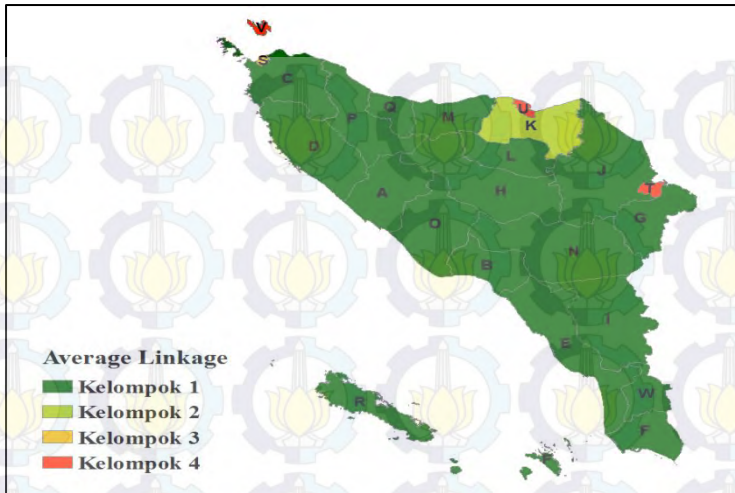 V
S
C
U
Q
M
K
P
D
L
J
T
A
H
G
O
N
B
I
E
Average Linkage
Kelompok 1
Kelompok 2
Kelompok 3
Kelompok 4
R
W
F
F